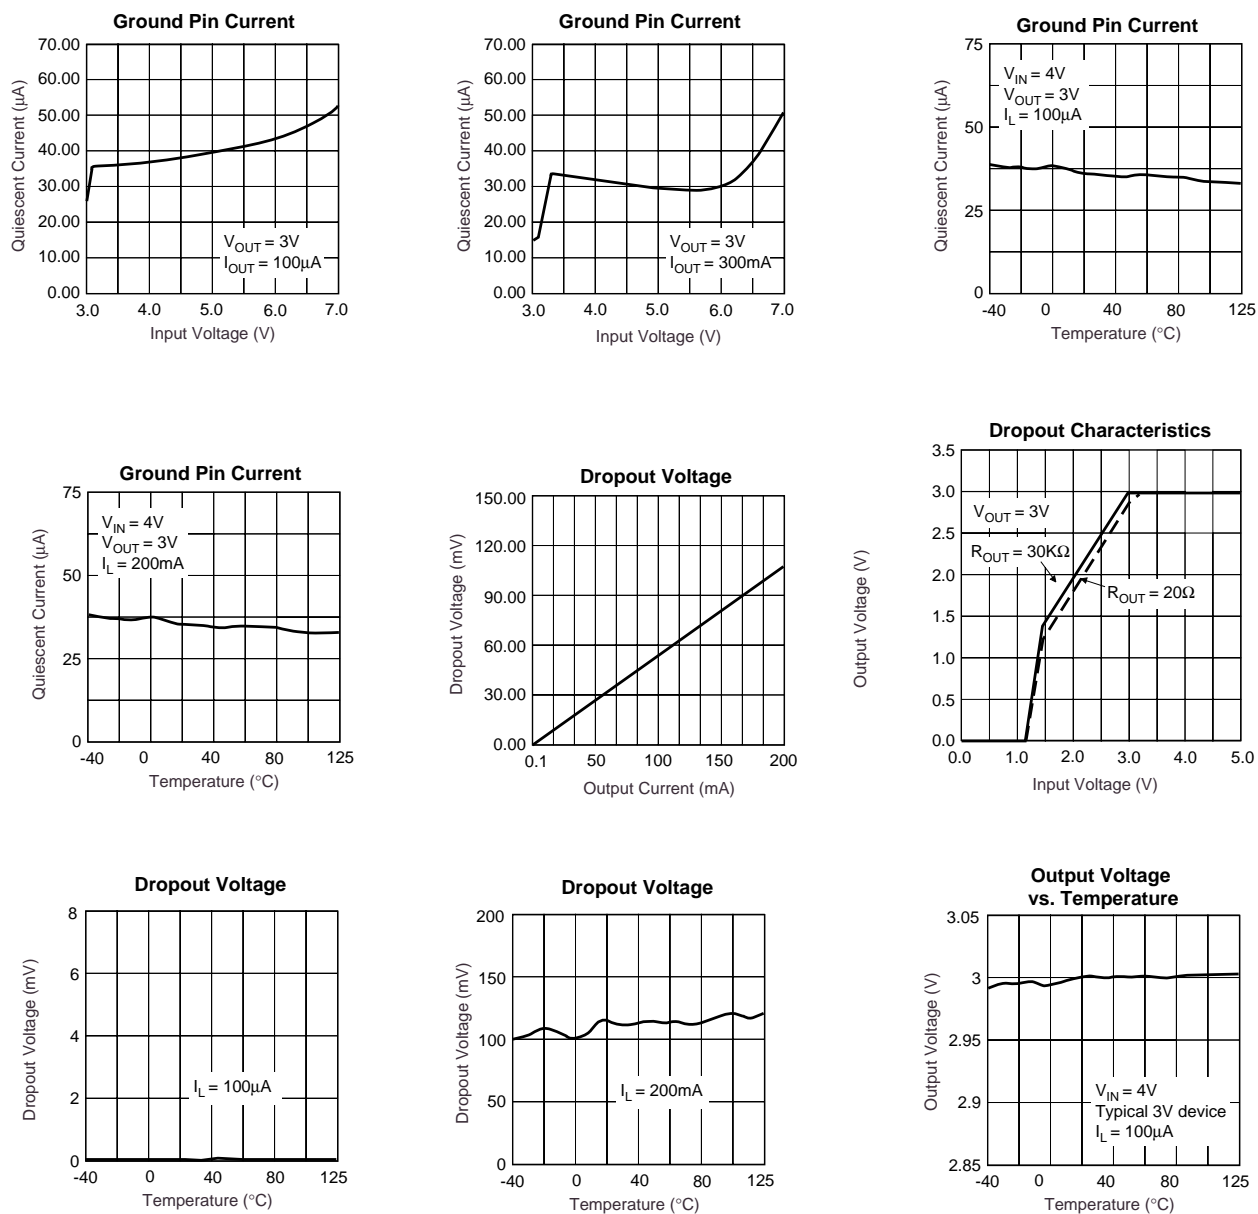 Ground Pin Current
70.00
60.00
50.00
40.00
30.00
20.00
10.00
0.00
Quiescent Current (μA)
V_OUT = 3V
I_OUT = 100μA
3.0 4.0 5.0 6.0 7.0
Input Voltage (V)
Ground Pin Current
70.00
60.00
50.00
40.00
30.00
20.00
10.00
0.00
Quiescent Current (μA)
V_OUT = 3V
I_OUT = 300mA
3.0 4.0 5.0 6.0 7.0
Input Voltage (V)
Ground Pin Current
75
50
25
0
Quiescent Current (μA)
V_IN = 4V
V_OUT = 3V
I_L = 100μA
-40 0 40 80 125
Temperature (°C)
Ground Pin Current
75
50
25
0
Quiescent Current (μA)
V_IN = 4V
V_OUT = 3V
I_L = 200mA
-40 0 40 80 125
Temperature (°C)
Dropout Voltage
150.00
120.00
90.00
60.00
30.00
0.00
Dropout Voltage (mV)
0.1 50 100 150 200
Output Current (mA)
Dropout Characteristics
3.5
3.0
2.5
2.0
1.5
1.0
0.5
0.0
Output Voltage (V)
V_OUT = 3V
R_OUT = 30KΩ
R_OUT = 20Ω
0.0 1.0 2.0 3.0 4.0 5.0
Input Voltage (V)
Dropout Voltage
8
6
4
2
0
Dropout Voltage (mV)
I_L = 100μA
-40 0 40 80 125
Temperature (°C)
Dropout Voltage
200
150
100
50
0
Dropout Voltage (mV)
I_L = 200mA
-40 0 40 80 125
Temperature (°C)
Output Voltage
vs. Temperature
3.05
3
2.95
2.9
2.85
Output Voltage (V)
V_IN = 4V
Typical 3V device
I_L = 100μA
-40 0 40 80 125
Temperature (°C)